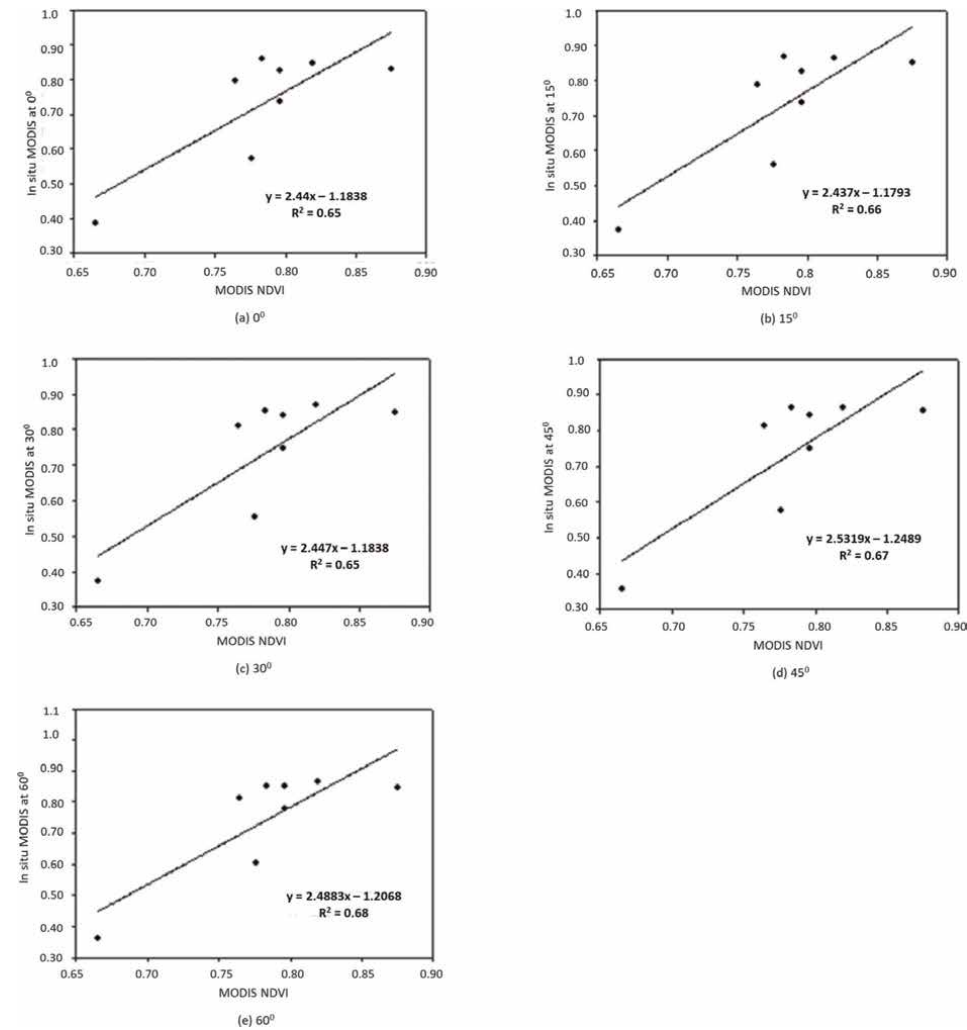 1.0
0.90
0.80
0.70
0.60
0.50
0.40
0.30
In situ MODIS at 0⁰
y = 2.44x – 1.1838
R² = 0.65
0.65 0.70 0.75 0.80 0.85 0.90
MODIS NDVI
(a) 0⁰
1.0
0.90
0.80
0.70
0.60
0.50
0.40
0.30
In situ MODIS at 15⁰
y = 2.437x – 1.1793
R² = 0.66
0.65 0.70 0.75 0.80 0.85 0.90
MODIS NDVI
(b) 15⁰
1.0
0.90
0.80
0.70
0.60
0.50
0.40
0.30
In situ MODIS at 30⁰
y = 2.447x – 1.1838
R² = 0.65
0.65 0.70 0.75 0.80 0.85 0.90
MODIS NDVI
(c) 30⁰
1.0
0.90
0.80
0.70
0.60
0.50
0.40
0.30
In situ MODIS at 45⁰
y = 2.5319x – 1.2489
R² = 0.67
0.65 0.70 0.75 0.80 0.85 0.90
MODIS NDVI
(d) 45⁰
1.1
1.0
0.90
0.80
0.70
0.60
0.50
0.40
0.30
In situ MODIS at 60⁰
y = 2.4883x – 1.2068
R² = 0.68
0.65 0.70 0.75 0.80 0.85 0.90
MODIS NDVI
(e) 60⁰